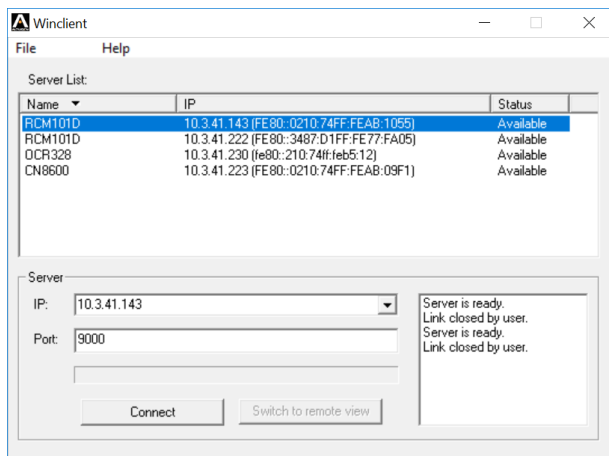 Winclient
File Help
Server List:
Name IP Status
RCM101D 10.3.41.143 (FE80::0210:74FF:FEAB:1055) Available
RCM101D 10.3.41.222 (FE80::3487:D1FF:FE77:FA05) Available
OCR328 10.3.41.230 (fe80::210:74ff:feb5:12) Available
CN8600 10.3.41.223 (FE80::0210:74FF:FEAB:09F1) Available
Server
IP: 10.3.41.143
Port: 9000
Server is ready.
Link closed by user.
Server is ready.
Link closed by user.
Connect Switch to remote view